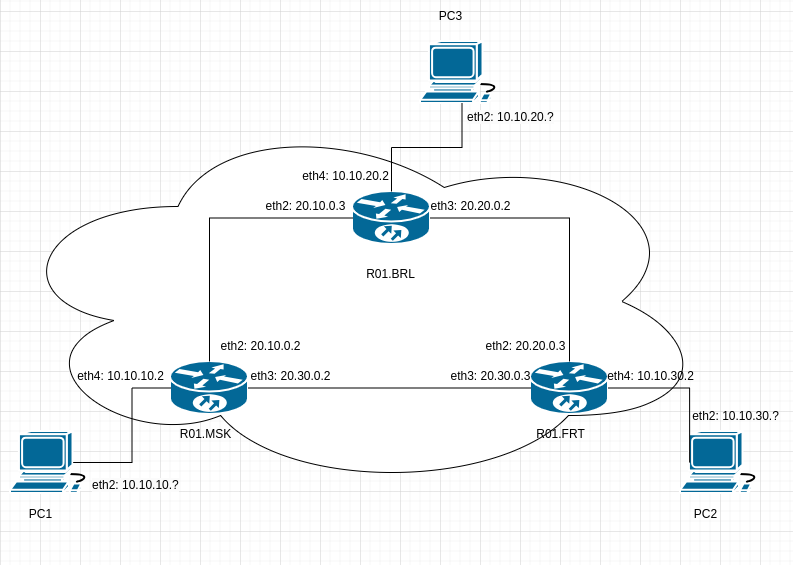 PC3
eth2: 10.10.20.?
eth4: 10.10.20.2
eth2: 20.10.0.3
eth3: 20.20.0.2
R01.BRL
eth2: 20.10.0.2
eth2: 20.20.0.3
eth4: 10.10.10.2
eth3: 20.30.0.2
eth3: 20.30.0.3
eth4: 10.10.30.2
R01.MSK
R01.FRT
eth2: 10.10.30.?
eth2: 10.10.10.?
PC1
PC2